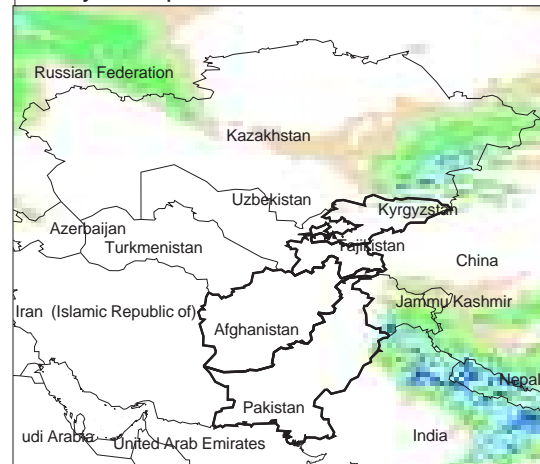 Russian Federation
Kazakhstan
Uzbekistan
Kyrgyzstan
Azerbaijan
Turkmenistan
Tajikistan
China
Iran (Islamic Republic of)
Jammu Kashmir
Afghanistan
Nepal
Pakistan
udi Arabia
United Arab Emirates
India